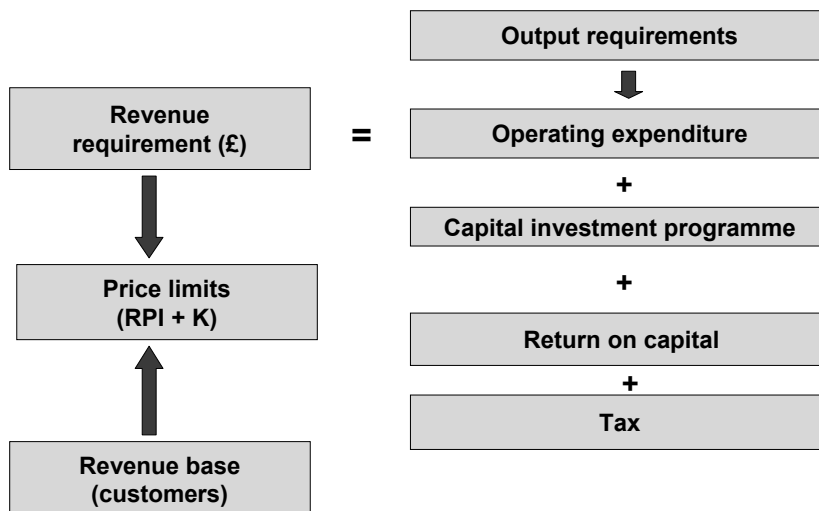 Output requirements
Revenue
requirement (£)
=
Operating expenditure
+
Capital investment programme
+
Price limits
(RPI + K)
Return on capital
+
Tax
Revenue base
(customers)